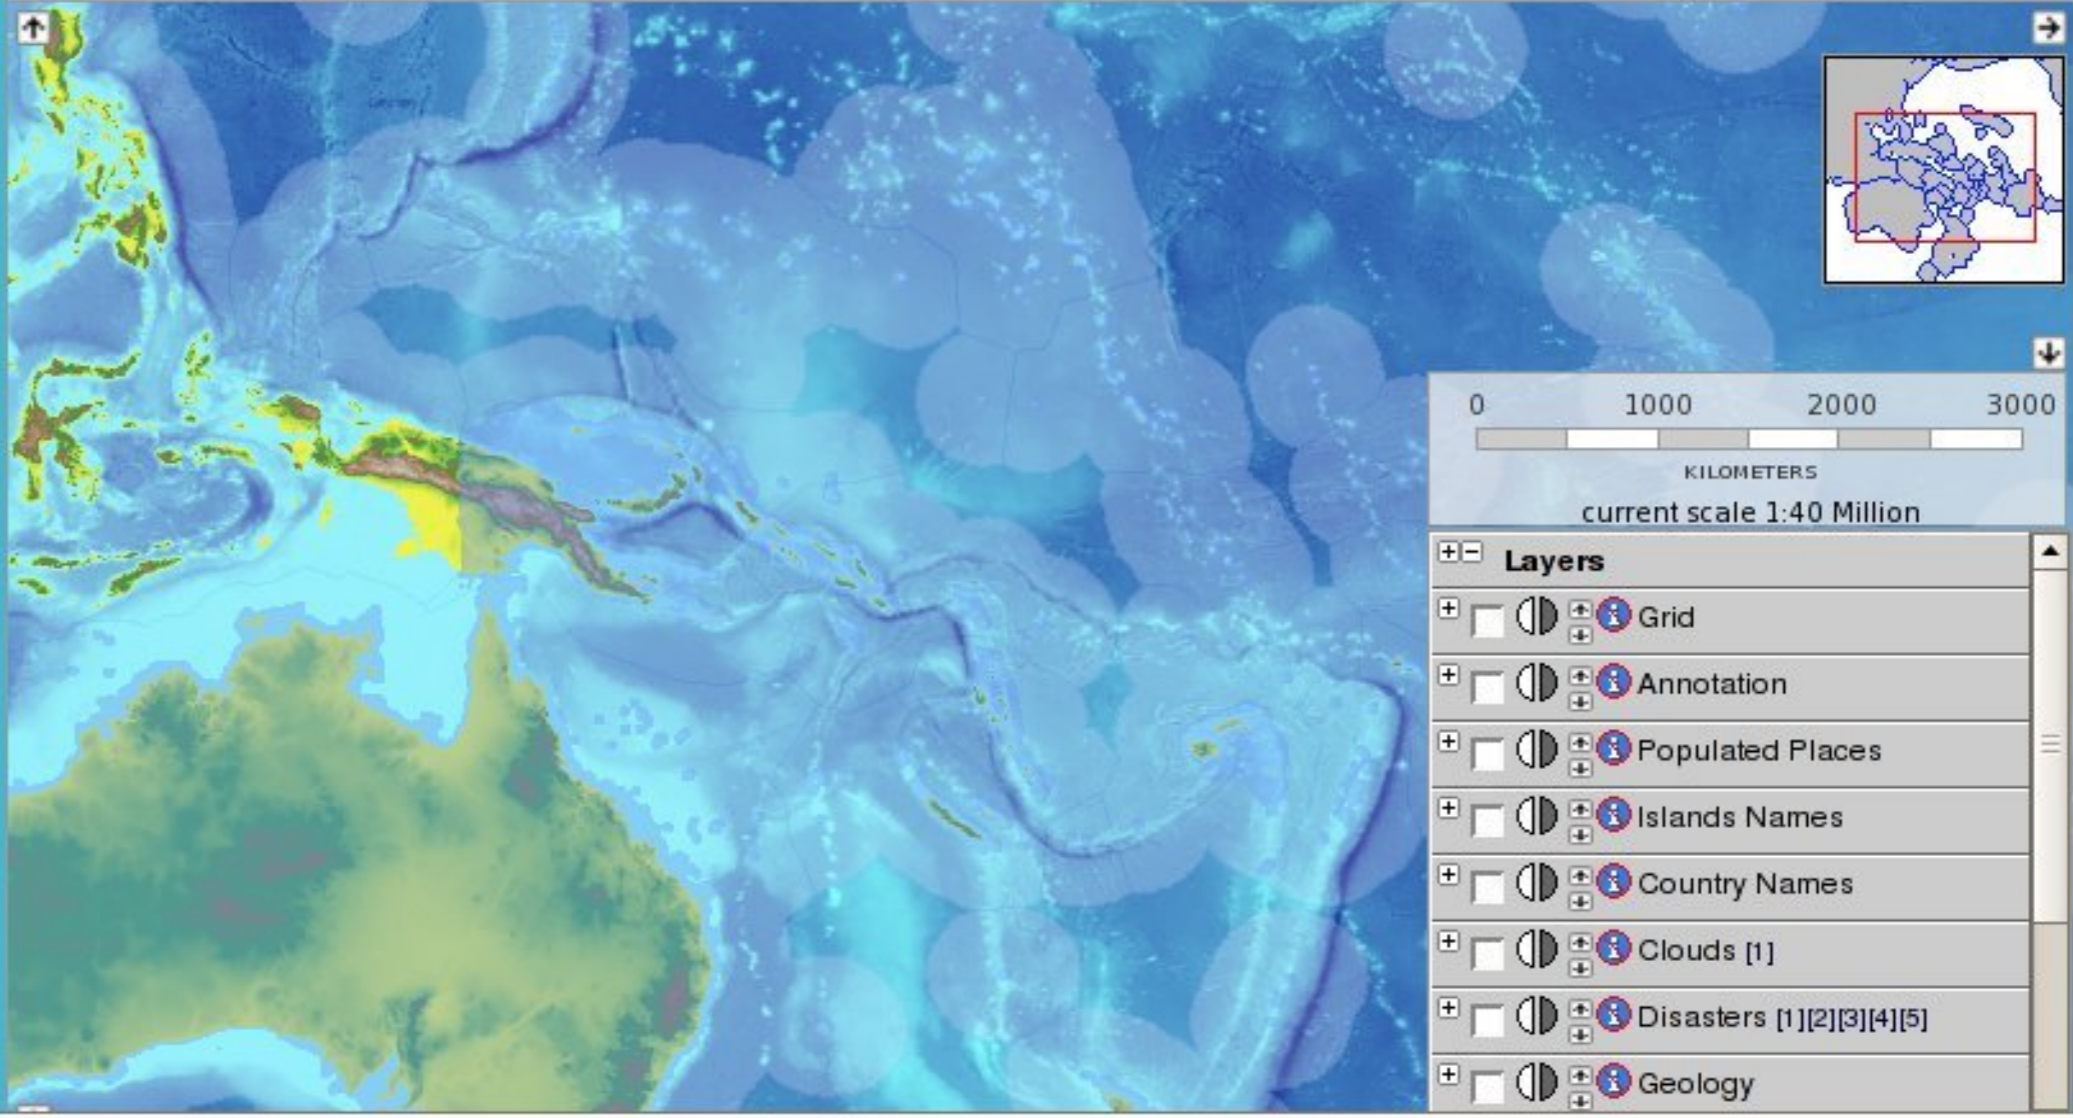 0 1000 2000 3000
KILOMETERS
current scale 1:40 Million
Layers
Grid
Annotation
Populated Places
Islands Names
Country Names
Clouds [1]
Disasters [1][2][3][4][5]
Geology